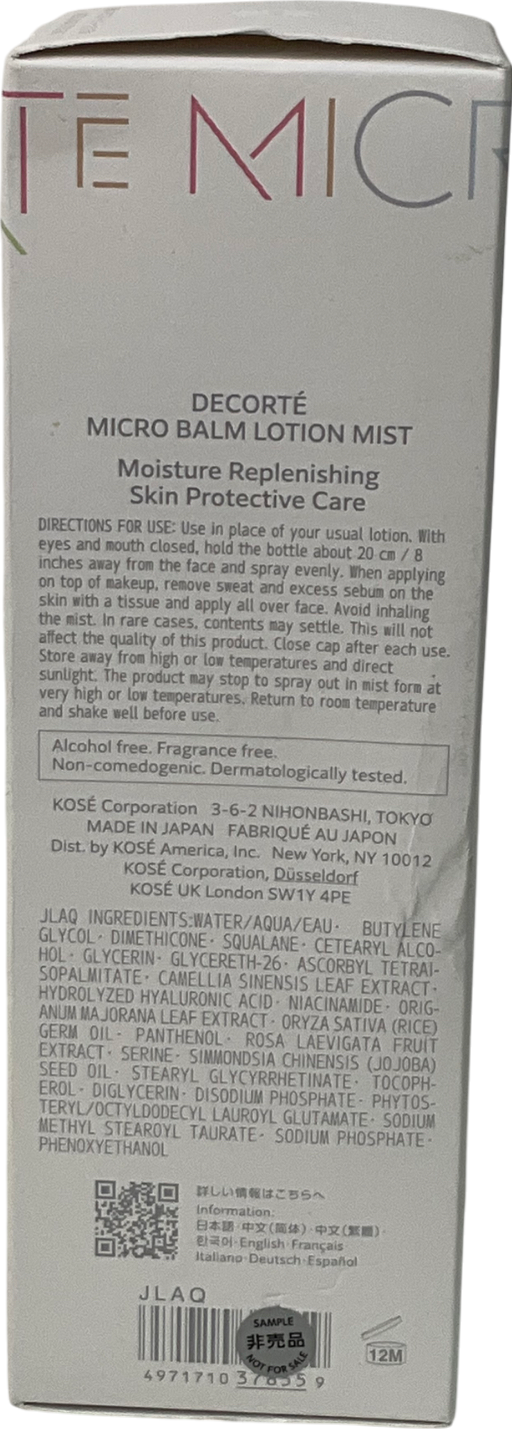 TE MICR
DECORTÉ
MICRO BALM LOTION MIST
Moisture Replenishing
Skin Protective Care
DIRECTIONS FOR USE: Use in place of your usual lotion. With
eyes and mouth closed, hold the bottle about 20 cm / 8
inches away from the face and spray evenly. When applying
on top of makeup, remove sweat and excess sebum on the
skin with a tissue and apply all over face. Avoid inhaling
the mist. In rare cases, contents may settle. This will not
affect the quality of this product. Close cap after each use.
Store away from high or low temperatures and direct
sunlight. The product may stop to spray out in mist form at
very high or low temperatures. Return to room temperature
and shake well before use.
Alcohol free. Fragrance free.
Non-comedogenic. Dermatologically tested.
KOSÉ Corporation 3-6-2 NIHONBASHI, TOKYO
MADE IN JAPAN FABRIQUÉ AU JAPON
Dist. by KOSÉ America, Inc. New York, NY 10012
KOSÉ Corporation, Düsseldorf
KOSÉ UK London SW1Y 4PE
JLAQ INGREDIENTS:WATER/AQUA/EAU· BUTYLENE
GLYCOL· DIMETHICONE· SQUALANE· CETEARYL ALCO-
HOL· GLYCERIN· GLYCERETH-26· ASCORBYL TETRAI-
SOPALMITATE· CAMELLIA SINENSIS LEAF EXTRACT·
HYDROLYZED HYALURONIC ACID· NIACINAMIDE· ORIG-
ANUM MAJORANA LEAF EXTRACT· ORYZA SATIVA (RICE)
GERM OIL· PANTHENOL· ROSA LAEVIGATA FRUIT
EXTRACT· SERINE· SIMMONDSIA CHINENSIS (JOJOBA)
SEED OIL· STEARYL GLYCYRRHETINATE· TOCOPH-
EROL· DIGLYCERIN· DISODIUM PHOSPHATE· PHYTOS-
TERYL/OCTYLDODECYL LAUROYL GLUTAMATE· SODIUM
METHYL STEAROYL TAURATE· SODIUM PHOSPHATE·
PHENOXYETHANOL
詳しい情報はこちらへ
Information:
日本語·中文(简体)·中文(繁體)·
한국어·English·Français
Italiano·Deutsch·Español
JLAQ
SAMPLE
非売品
NOT FOR SALE
12M
4971710 378359